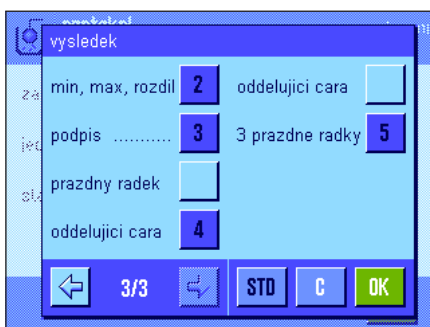 protokol
vysledek
min, max, rozdil 2
oddelujici cara
podpis ........... 3
3 prazdne radky 5
prazdny radek
oddelujici cara 4
3/3 STD C OK